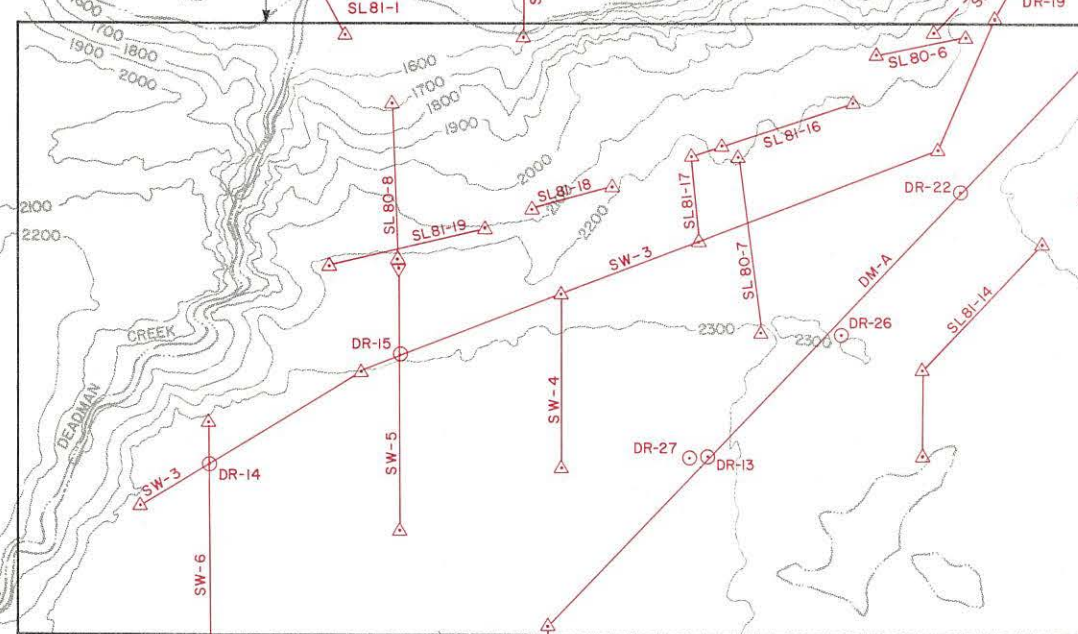 SL81-1
DR-19
1600
1700
1800
1900
2000
1600
1700
1800
1900
SL80-6
SL81-16
2000
SL80-8
SL81-18
2100
2200
SL81-17
DR-22
2100
2200
SL81-19
SW-3
SL80-7
DM-A
SL81-14
CREEK
2300
DR-26
2300
DR-15
DEADMAN
SW-4
SW-5
DR-27
DR-13
DR-14
SW-3
SW-6